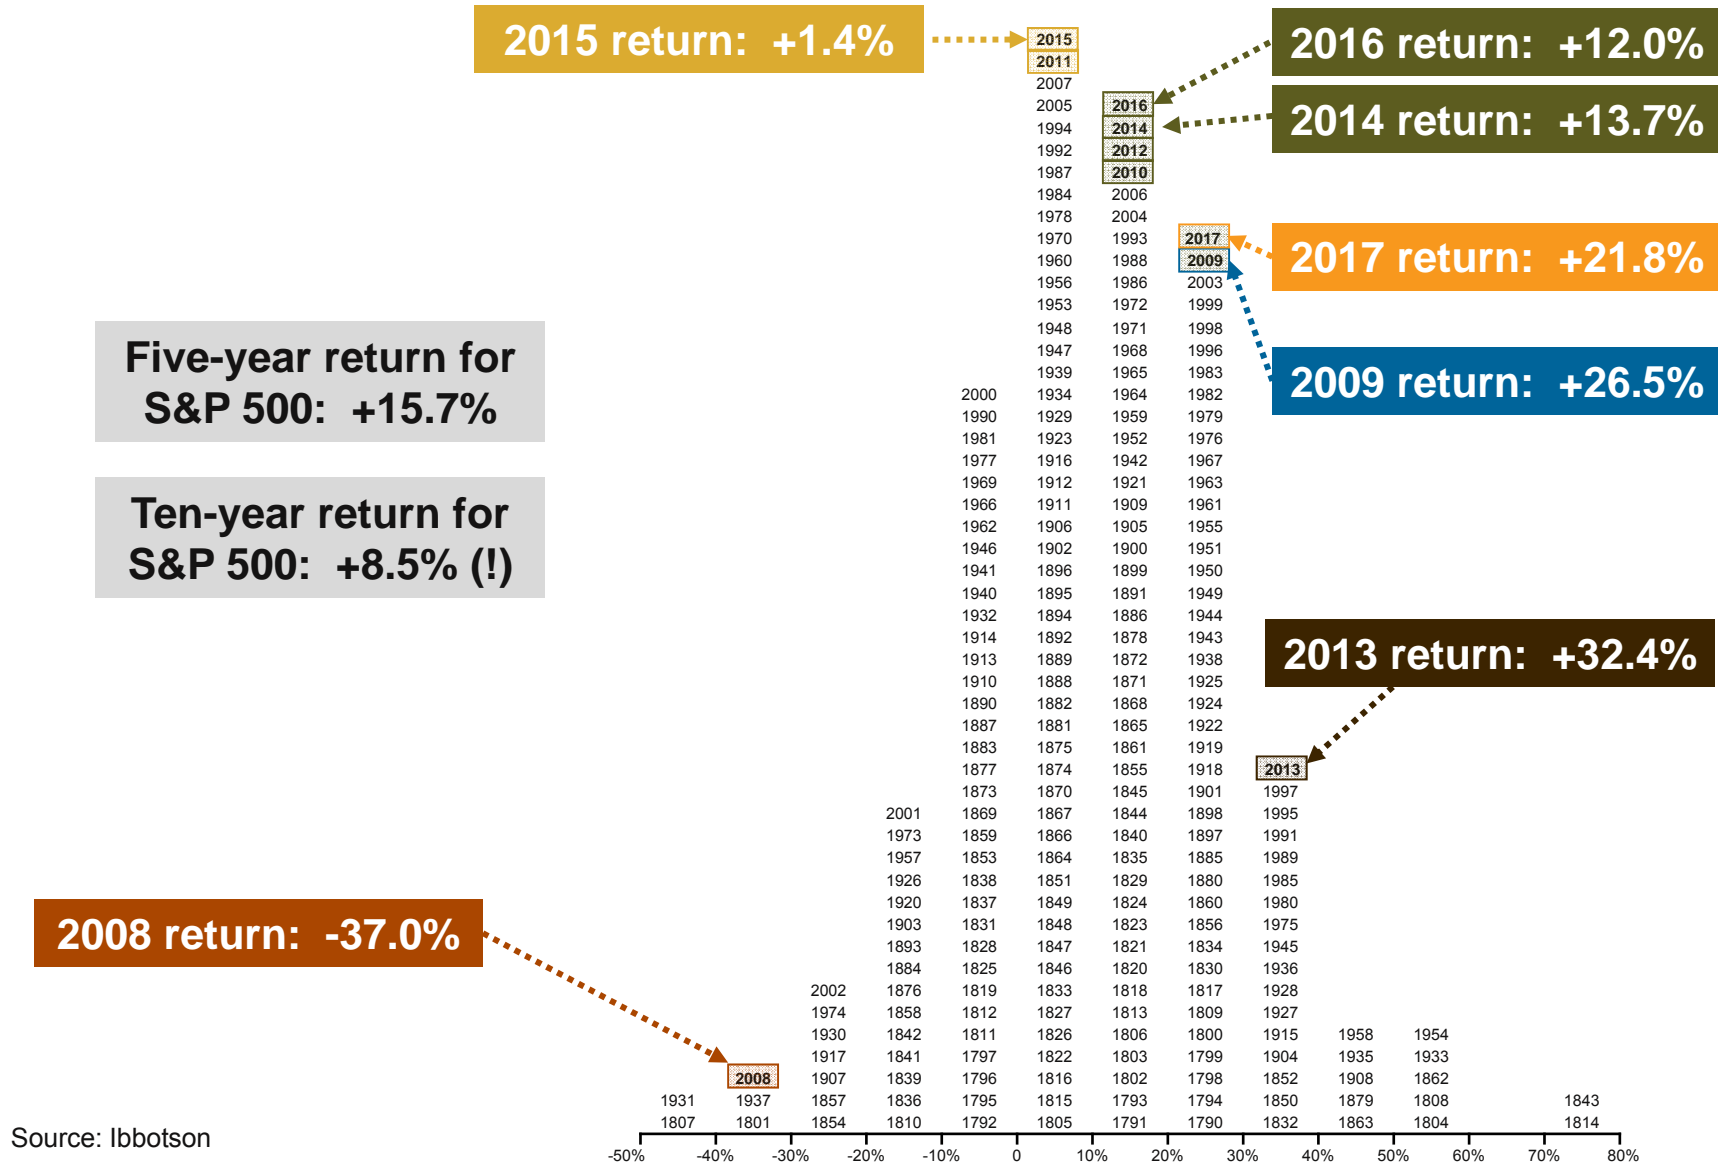 2015 return: +1.4%
2016 return: +12.0%
2014 return: +13.7%
2017 return: +21.8%
2009 return: +26.5%
Five-year return for
S&P 500: +15.7%
Ten-year return for
S&P 500: +8.5% (!)
2013 return: +32.4%
2008 return: -37.0%
2015
2011
2007
2005 2016
1994 2014
1992 2012
1987 2010
1984 2006
1978 2004
1970 1993 2017
1960 1988 2009
1956 1986 2003
1953 1972 1999
1948 1971 1998
1947 1968 1996
1939 1965 1983
2000 1934 1964 1982
1990 1929 1959 1979
1981 1923 1952 1976
1977 1916 1942 1967
1969 1912 1921 1963
1966 1911 1909 1961
1962 1906 1905 1955
1946 1902 1900 1951
1941 1896 1899 1950
1940 1895 1891 1949
1932 1894 1886 1944
1914 1892 1878 1943
1913 1889 1872 1938
1910 1888 1871 1925
1890 1882 1868 1924
1887 1881 1865 1922
1883 1875 1861 1919
1877 1874 1855 1918 2013
1873 1870 1845 1901 1997
2001 1869 1867 1844 1898 1995
1973 1859 1866 1840 1897 1991
1957 1853 1864 1835 1885 1989
1926 1838 1851 1829 1880 1985
1920 1837 1849 1824 1860 1980
1903 1831 1848 1823 1856 1975
1893 1828 1847 1821 1834 1945
1884 1825 1846 1820 1830 1936
2002 1876 1819 1833 1818 1817 1928
1974 1858 1812 1827 1813 1809 1927
1930 1842 1811 1826 1806 1800 1915 1958 1954
1917 1841 1797 1822 1803 1799 1904 1935 1933
2008 1907 1839 1796 1816 1802 1798 1852 1908 1862
1931 1937 1857 1836 1795 1815 1793 1794 1850 1879 1808 1843
1807 1801 1854 1810 1792 1805 1791 1790 1832 1863 1804 1814
-50% -40% -30% -20% -10% 0 10% 20% 30% 40% 50% 60% 70% 80%
Source: Ibbotson